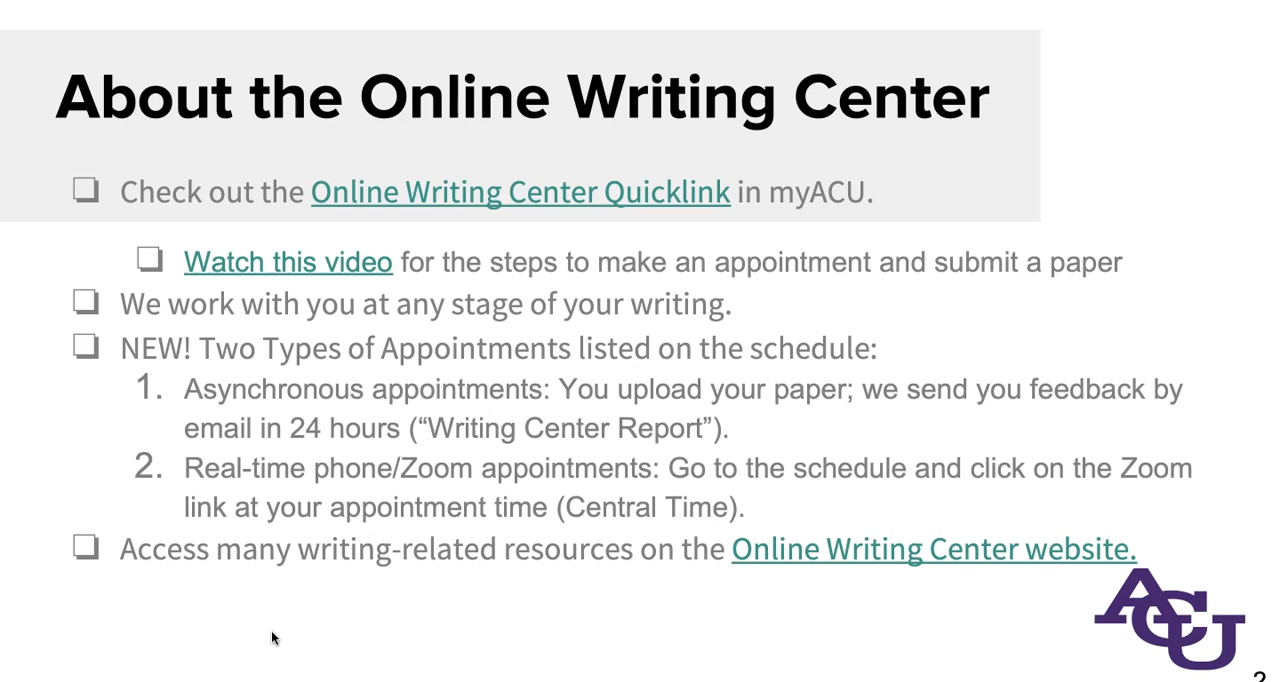 About the Online Writing Center
❏ Check out the Online Writing Center Quicklink in myACU.
❏ Watch this video for the steps to make an appointment and submit a paper
❏ We work with you at any stage of your writing.
❏ NEW! Two Types of Appointments listed on the schedule:
1. Asynchronous appointments: You upload your paper; we send you feedback by
email in 24 hours (“Writing Center Report”).
2. Real-time phone/Zoom appointments: Go to the schedule and click on the Zoom
link at your appointment time (Central Time).
❏ Access many writing-related resources on the Online Writing Center website.
ACU
2